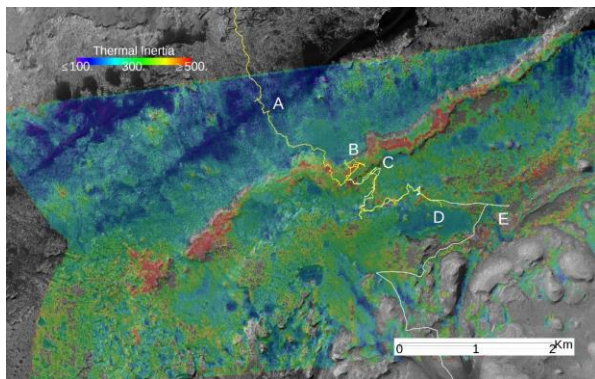 Thermal Inertia
≤100. 300. ≥500.
A
B
C
D E
Km
0 1 2